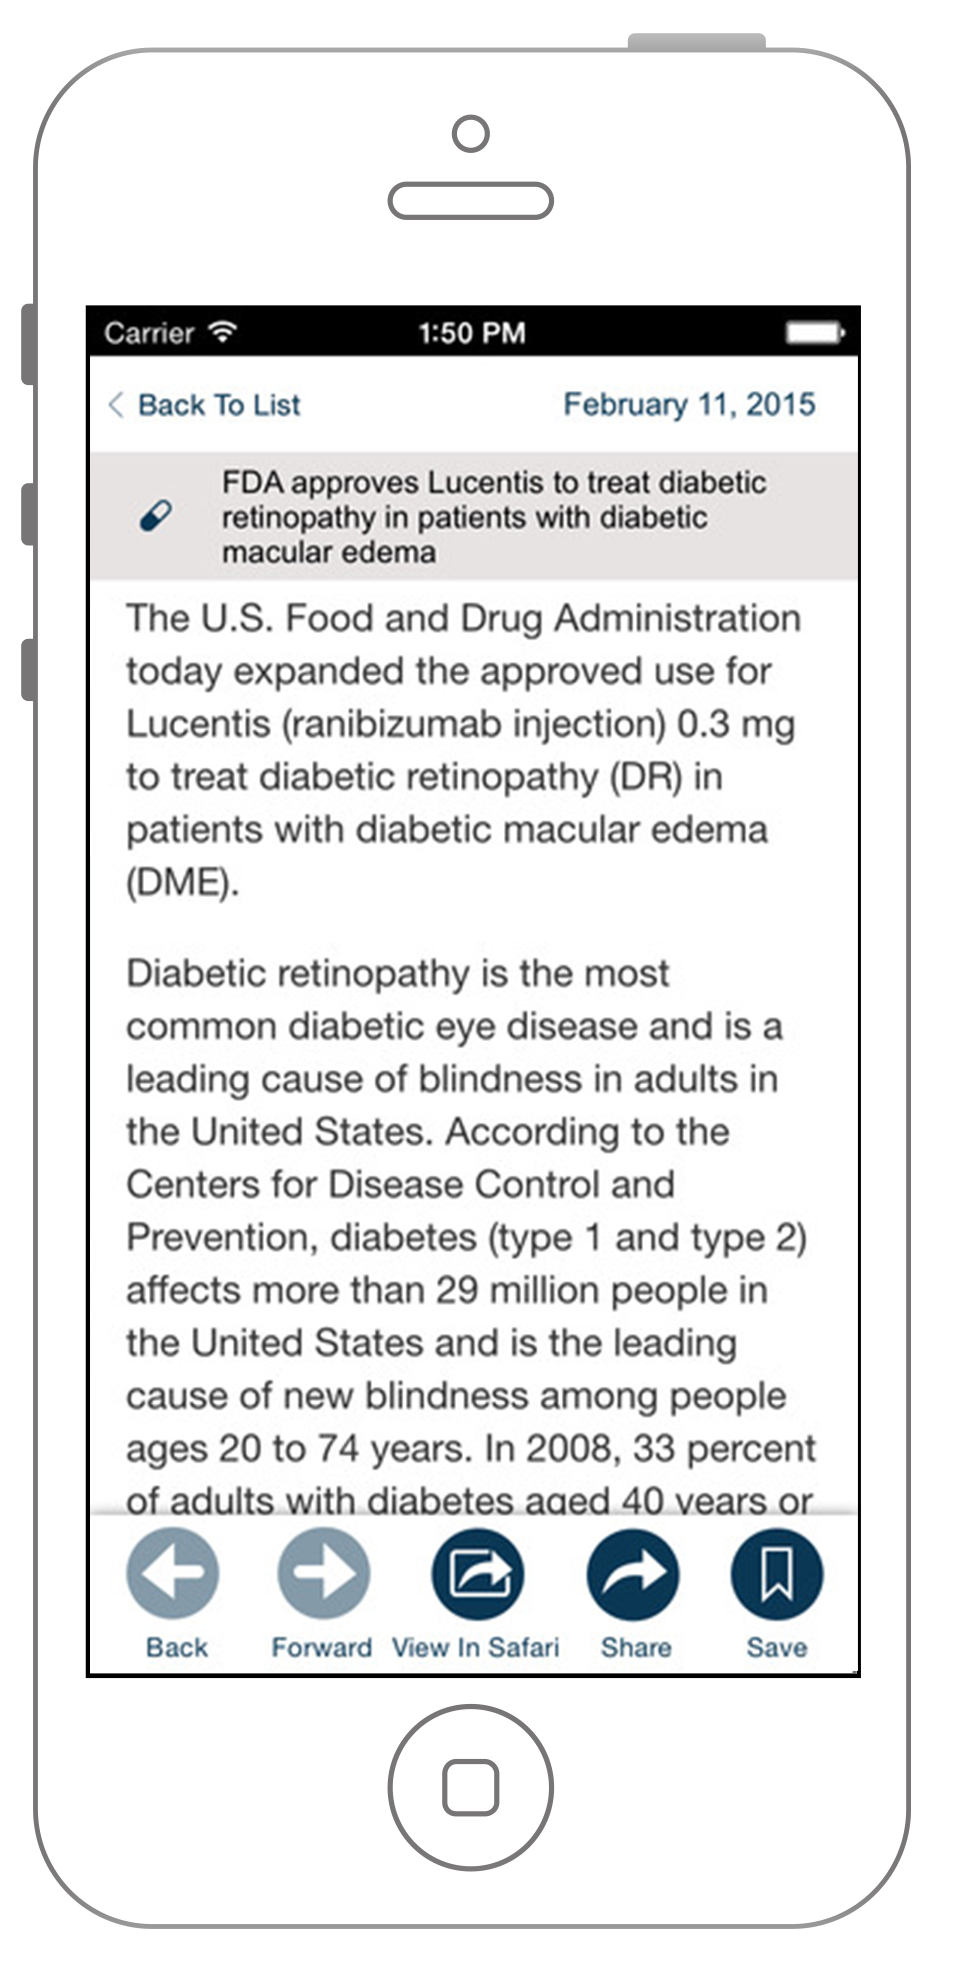 Carrier
1:50 PM
Back To List
February 11, 2015
FDA approves Lucentis to treat diabetic
retinopathy in patients with diabetic
macular edema
The U.S. Food and Drug Administration
today expanded the approved use for
Lucentis (ranibizumab injection) 0.3 mg
to treat diabetic retinopathy (DR) in
patients with diabetic macular edema
(DME).
Diabetic retinopathy is the most
common diabetic eye disease and is a
leading cause of blindness in adults in
the United States. According to the
Centers for Disease Control and
Prevention, diabetes (type 1 and type 2)
affects more than 29 million people in
the United States and is the leading
cause of new blindness among people
ages 20 to 74 years. In 2008, 33 percent
of adults with diabetes aged 40 years or
Back
Forward
View In Safari
Share
Save